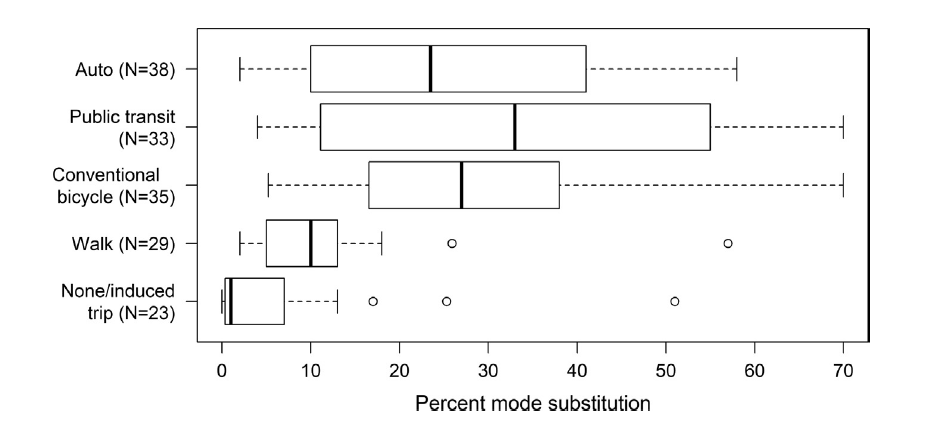 Auto (N=38)
Public transit
(N=33)
Conventional
bicycle (N=35)
Walk (N=29)
None/induced
trip (N=23)
0 10 20 30 40 50 60 70
Percent mode substitution